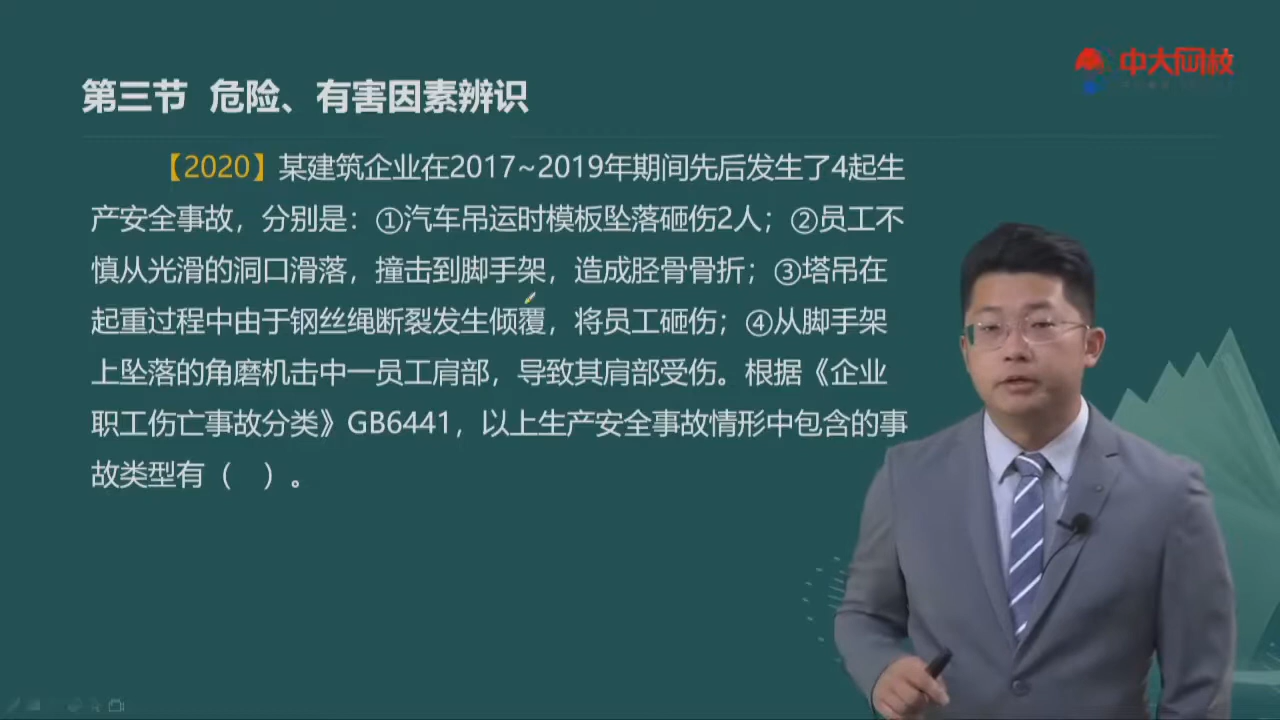 中大网校
第三节 危险、有害因素辨识
【2020】某建筑企业在2017~2019年期间先后发生了4起生
产安全事故，分别是：①汽车吊运时模板坠落砸伤2人；②员工不
慎从光滑的洞口滑落，撞击到脚手架，造成胫骨骨折；③塔吊在
起重过程中由于钢丝绳断裂发生倾覆，将员工砸伤；④从脚手架
上坠落的角磨机击中一员工肩部，导致其肩部受伤。根据《企业
职工伤亡事故分类》GB6441，以上生产安全事故情形中包含的事
故类型有（ ）。